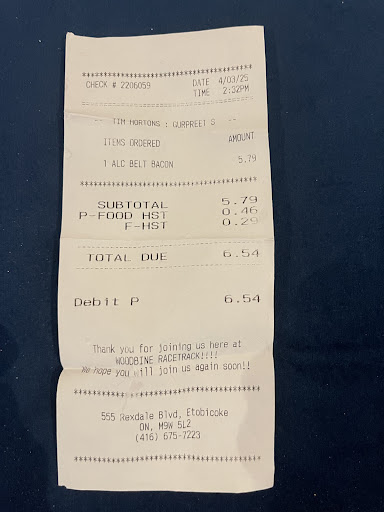 ************************************
CHECK # 2206059 DATE 4/03/25
TIME 2:32PM
-- TIM HORTONS : GURPREET S --
ITEMS ORDERED AMOUNT
1 ALC BELT BACON 5.79
************************************
SUBTOTAL 5.79
P-FOOD HST 0.46
F-HST 0.29
TOTAL DUE 6.54
Debit P 6.54
Thank you for joining us here at
WOODBINE RACETRACK!!!!
We hope you will join us again soon!!
************************************
555 Rexdale Blvd, Etobicoke
ON, M9W 5L2
(416) 675-7223
************************************